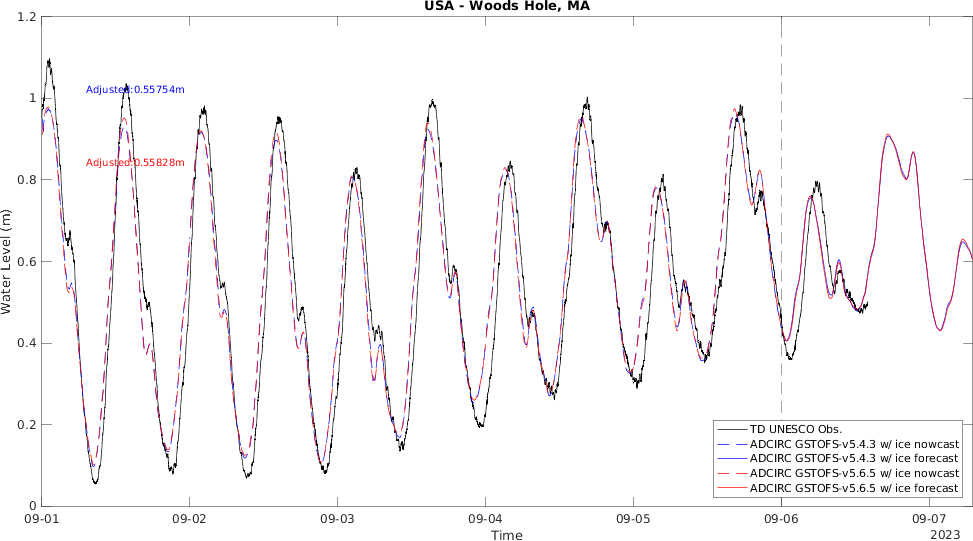 USA - Woods Hole, MA
1.2
1
0.8
0.6
0.4
0.2
0
Water Level (m)
Adjusted:0.55754m
Adjusted:0.55828m
TD UNESCO Obs.
ADCIRC GSTOFS-v5.4.3 w/ ice nowcast
ADCIRC GSTOFS-v5.4.3 w/ ice forecast
ADCIRC GSTOFS-v5.6.5 w/ ice nowcast
ADCIRC GSTOFS-v5.6.5 w/ ice forecast
09-01 09-02 09-03 09-04 09-05 09-06 09-07
Time
2023